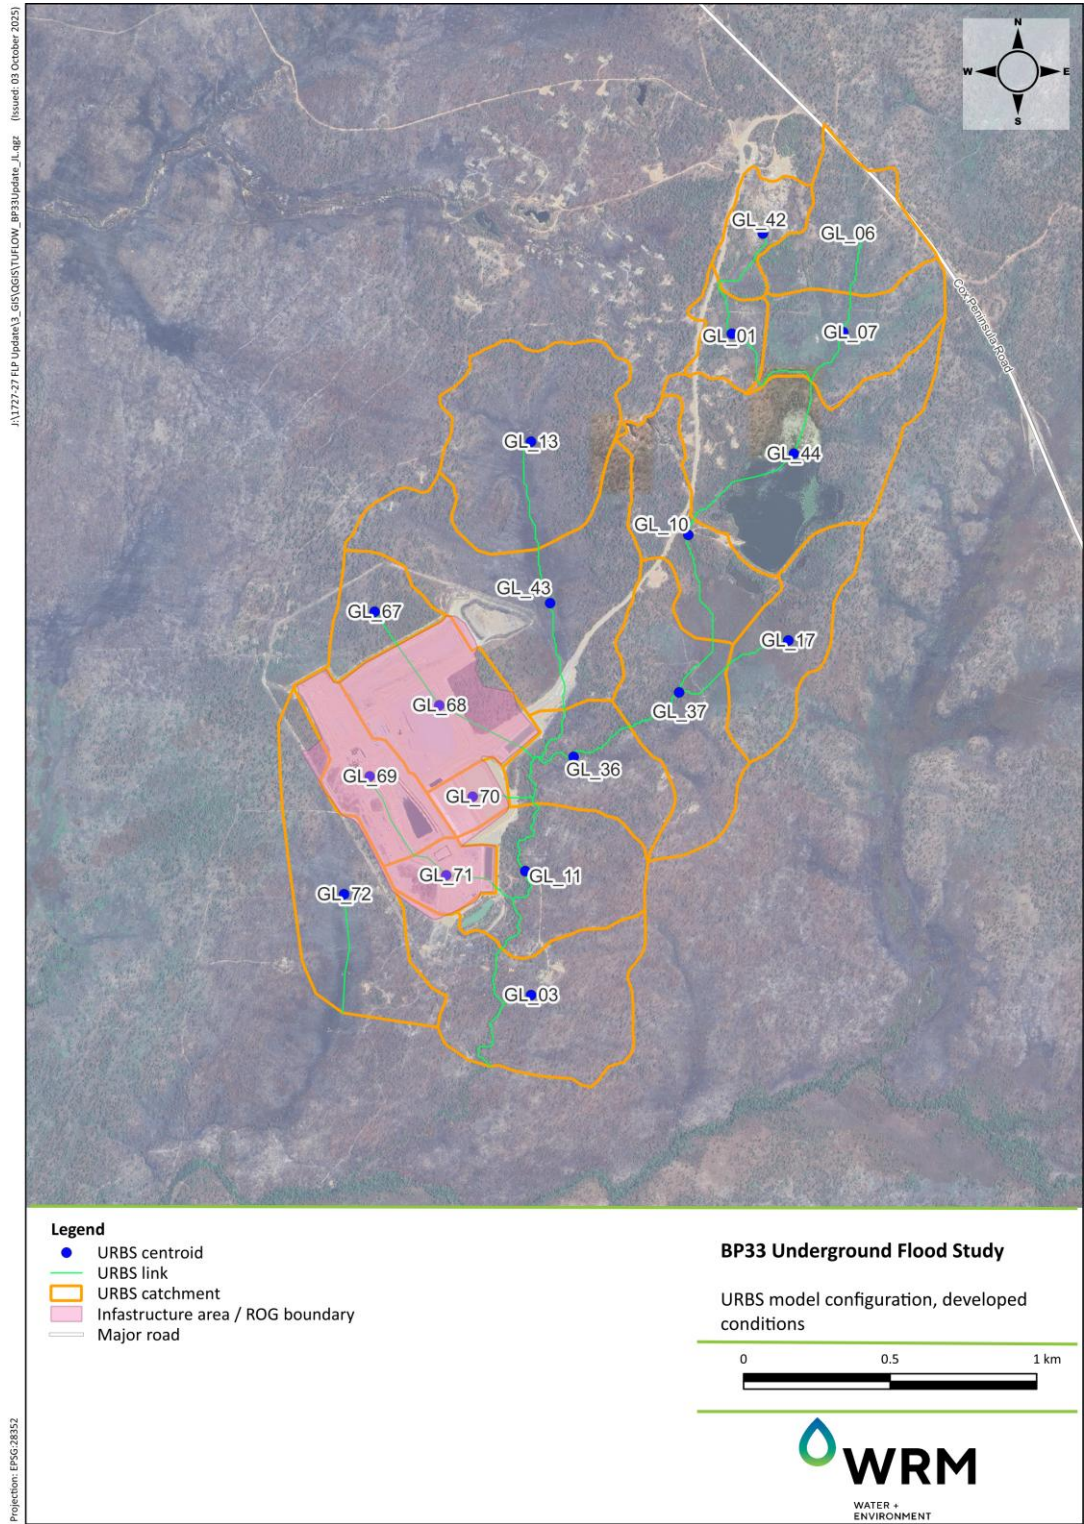 J:\1727-27 FLP Update\3_GIS\QGIS\TUFLOW_BP33Update_JL.qgz (Issued: 03 October 2025)
N
W E
S
GL_42
GL_06
Cox Peninsula Road
GL_01
GL_07
GL_13
GL_44
GL_10
GL_43
GL_67
GL_17
GL_68
GL_37
GL_69
GL_36
GL_70
GL_71
GL_11
GL_72
GL_03
Legend
URBS centroid
URBS link
URBS catchment
Infastructure area / ROG boundary
Major road
BP33 Underground Flood Study
URBS model configuration, developed
conditions
0 0.5 1 km
WRM
WATER +
ENVIRONMENT
Projection: EPSG:28352